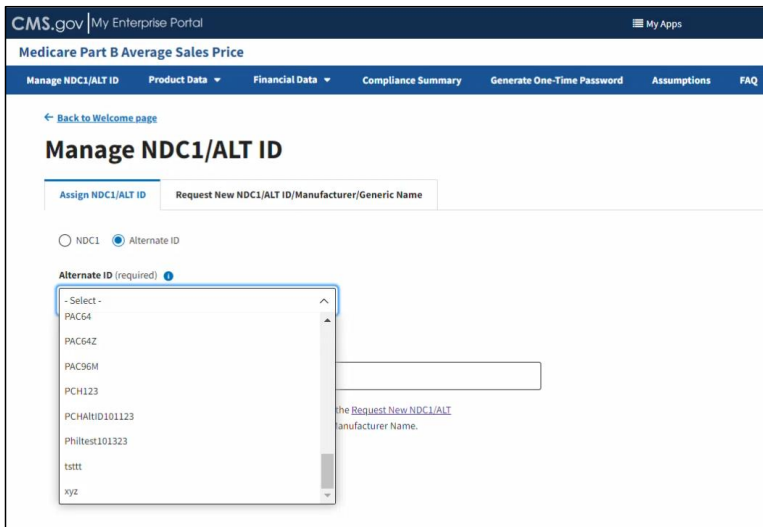 CMS.gov My Enterprise Portal
My Apps
Medicare Part B Average Sales Price
Manage NDC1/ALT ID Product Data Financial Data Compliance Summary Generate One-Time Password Assumptions FAQ
← Back to Welcome page
Manage NDC1/ALT ID
Assign NDC1/ALT ID Request New NDC1/ALT ID/Manufacturer/Generic Name
NDC1 Alternate ID
Alternate ID (required)
- Select -
PAC64
PAC64Z
PAC96M
PCH123
PCHAltID101123
the Request New NDC1/ALT
Manufacturer Name.
Philtest101323
tsttt
xyz